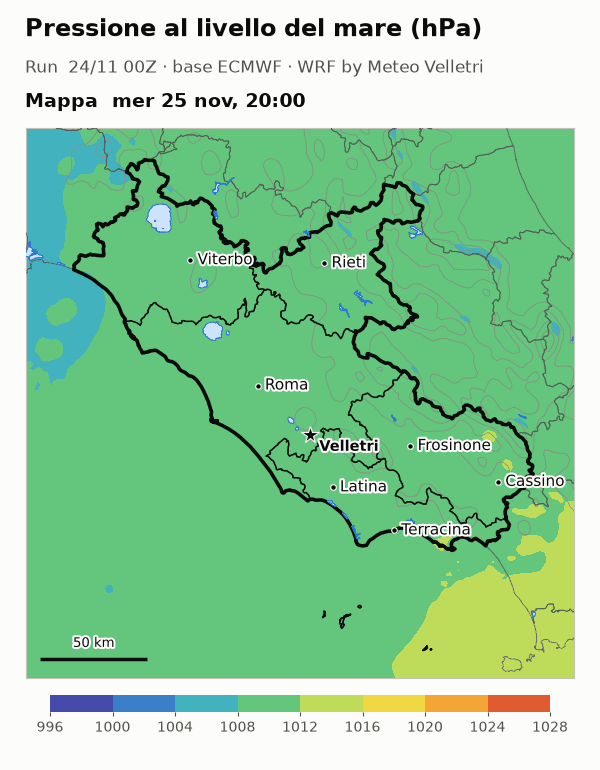 Pressione al livello del mare (hPa)
Run 24/11 00Z · base ECMWF · WRF by Meteo Velletri
Mappa mer 25 nov, 20:00
Viterbo
Rieti
Roma
Velletri
Frosinone
Latina
Cassino
Terracina
50 km
996 1000 1004 1008 1012 1016 1020 1024 1028